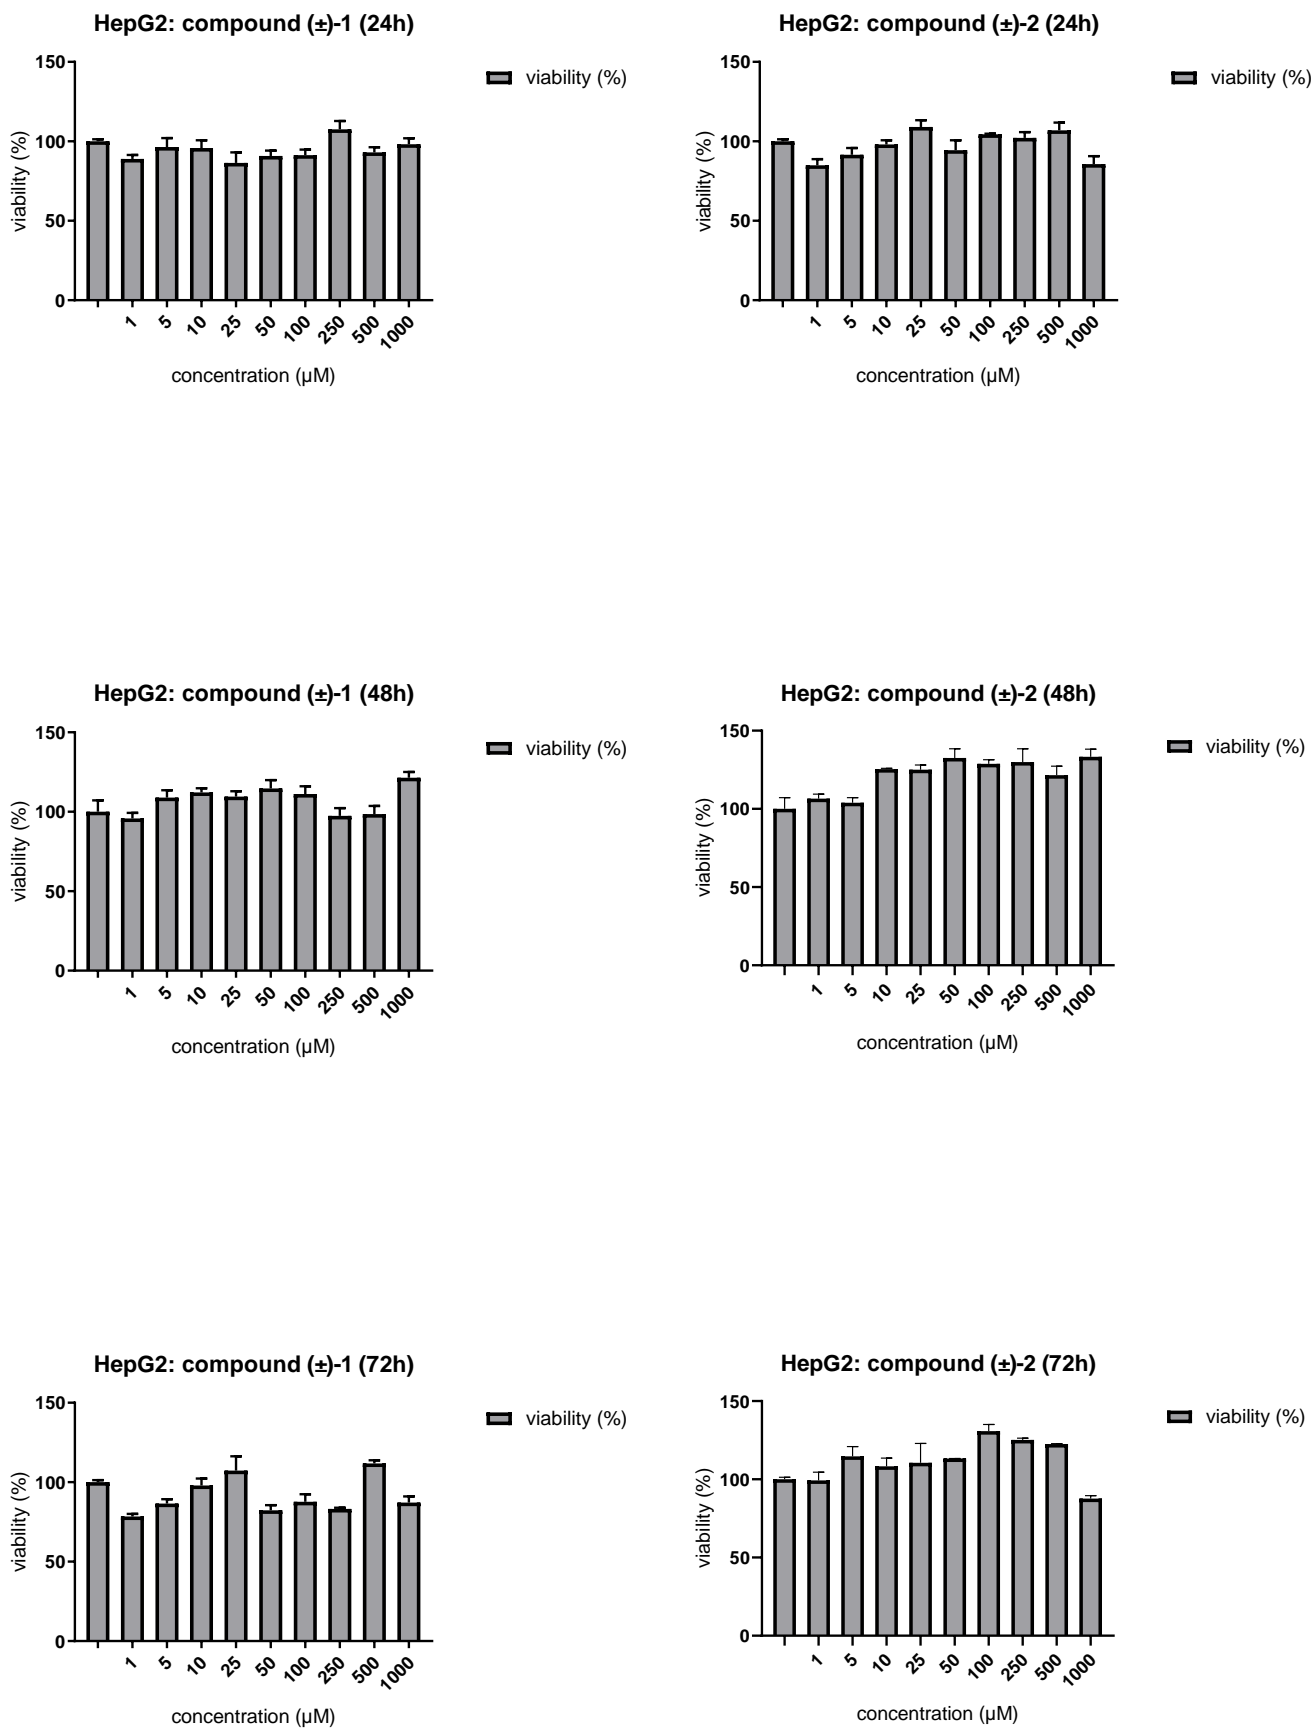 HepG2: compound (±)-1 (24h)
150
100
50
0
viability (%)
1 5 10 25 50 100 250 500 1000
concentration (µM)
viability (%)
HepG2: compound (±)-2 (24h)
150
100
50
0
viability (%)
1 5 10 25 50 100 250 500 1000
concentration (µM)
viability (%)
HepG2: compound (±)-1 (48h)
150
100
50
0
viability (%)
1 5 10 25 50 100 250 500 1000
concentration (µM)
viability (%)
HepG2: compound (±)-2 (48h)
150
100
50
0
viability (%)
1 5 10 25 50 100 250 500 1000
concentration (µM)
viability (%)
HepG2: compound (±)-1 (72h)
150
100
50
0
viability (%)
1 5 10 25 50 100 250 500 1000
concentration (µM)
viability (%)
HepG2: compound (±)-2 (72h)
150
100
50
0
viability (%)
1 5 10 25 50 100 250 500 1000
concentration (µM)
viability (%)